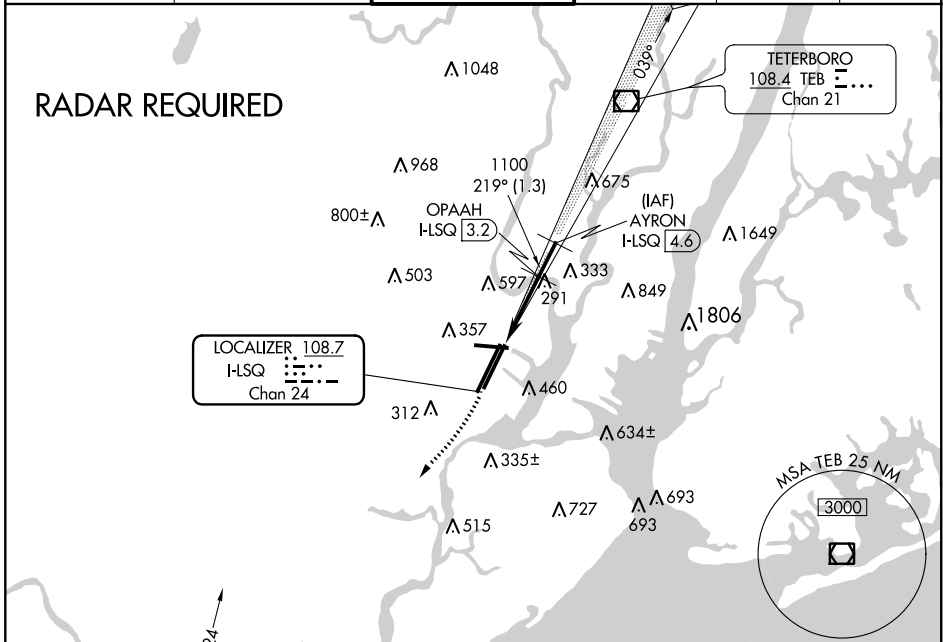 1048
RADAR REQUIRED
039°
TETERBORO
108.4 TEB
Chan 21
968
1100
219° (1.3)
675
800±
OPAAH
I-LSQ 3.2
(IAF)
AYRON
I-LSQ 4.6
1649
503
597
333
291
849
1806
357
LOCALIZER 108.7
I-LSQ
Chan 24
460
312
634±
335±
MSA TEB 25 NM
3000
727
693
693
515